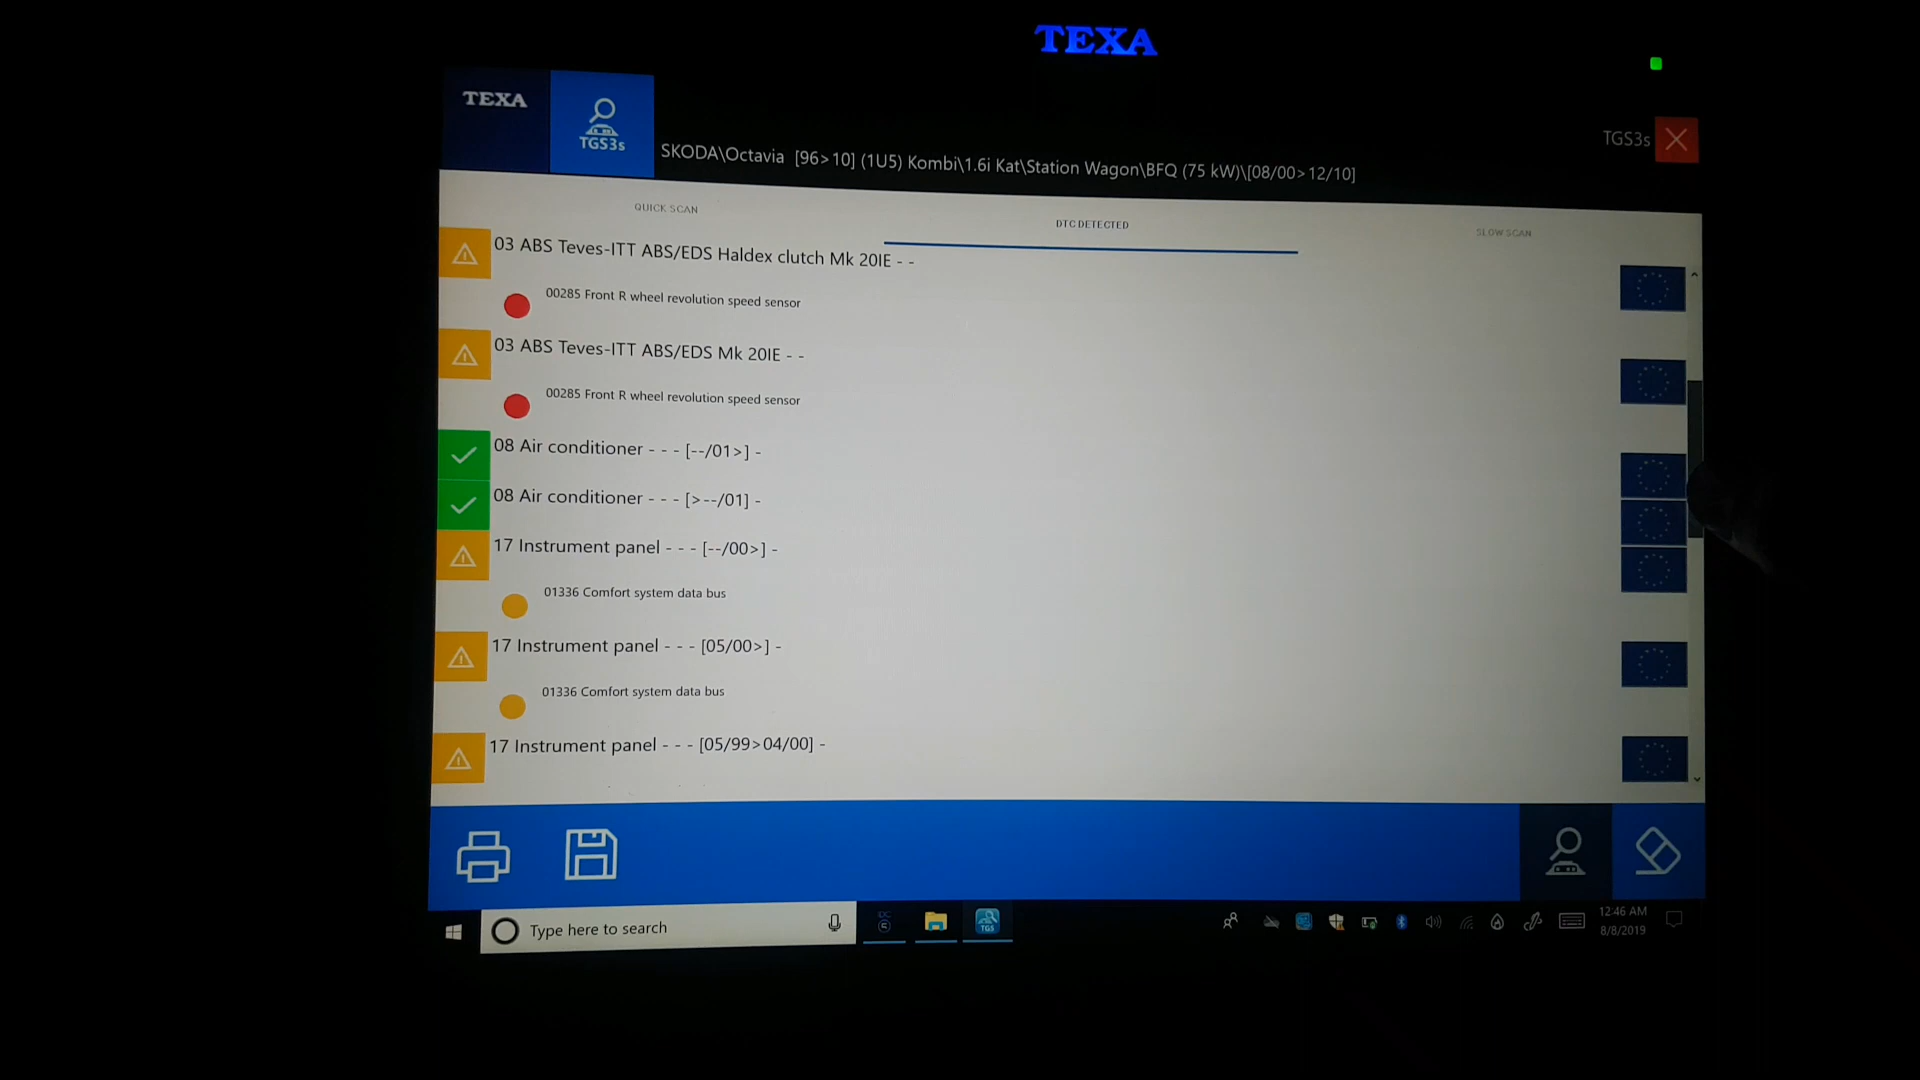 TEXA
TEXA
TGS3s
SKODA\Octavia [96>10] (1U5) Kombi\1.6i Kat\Station Wagon\BFQ (75 kW)\[08/00>12/10]
TGS3s
QUICK SCAN
DTC DETECTED
SLOW SCAN
03 ABS Teves-ITT ABS/EDS Haldex clutch Mk 20IE - -
00285 Front R wheel revolution speed sensor
03 ABS Teves-ITT ABS/EDS Mk 20IE - -
00285 Front R wheel revolution speed sensor
08 Air conditioner - - - [--/01>] -
08 Air conditioner - - - [>--/01] -
17 Instrument panel - - - [--/00>] -
01336 Comfort system data bus
17 Instrument panel - - - [05/00>] -
01336 Comfort system data bus
17 Instrument panel - - - [05/99>04/00] -
Type here to search
IDC
5
TGS
12:46 AM
8/8/2019